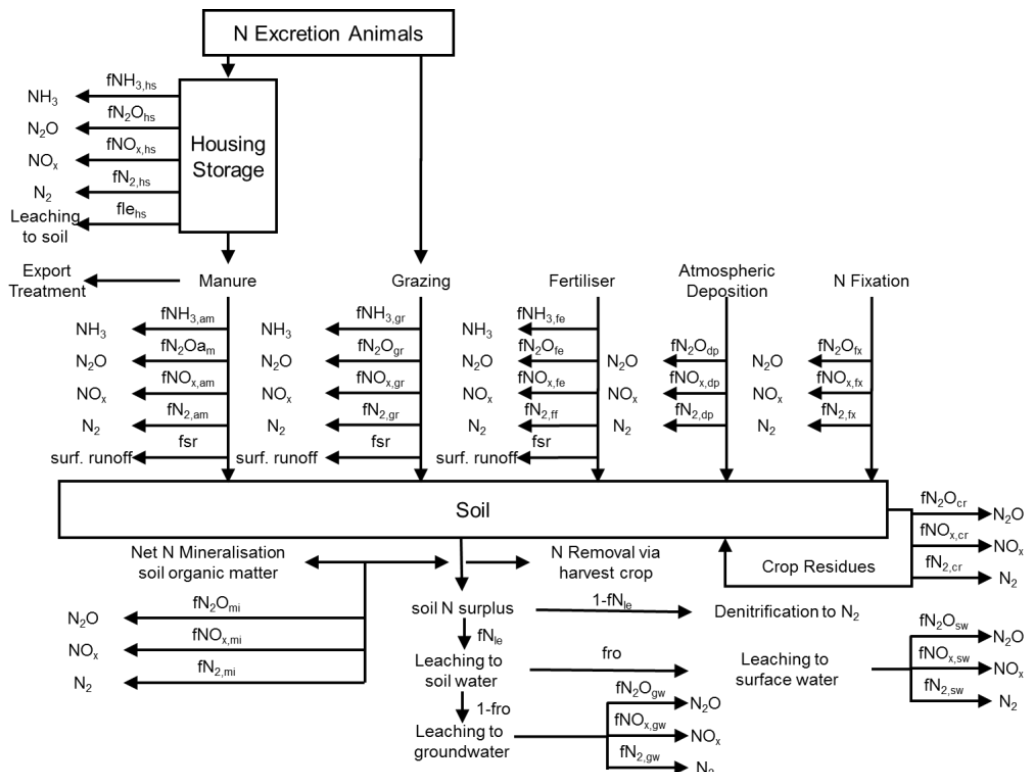 N Excretion Animals
fNH3,hs
NH3
fN2Ohs
N2O
fNOx,hs
NOx
fN2,hs
N2
Leaching
to soil
flehs
Housing
Storage
Export
Treatment
Manure
Grazing
Fertiliser
Atmospheric
Deposition
N Fixation
fNH3,am
NH3
fN2Oam
N2O
fNOx,am
NOx
fN2,am
N2
fsr
surf. runoff
fNH3,gr
NH3
fN2Ogr
N2O
fNOx,gr
NOx
fN2,gr
N2
fsr
surf. runoff
fNH3,fe
NH3
fN2Ofe
N2O
fNOx,fe
NOx
fN2,ff
N2
fsr
surf. runoff
fN2Odp
N2O
fNOx,dp
NOx
fN2,dp
N2
fN2Ofx
N2O
fNOx,fx
NOx
fN2,fx
N2
Soil
fN2Ocr
N2O
fNOx,cr
NOx
fN2,cr
N2
Crop Residues
Net N Mineralisation
soil organic matter
N Removal via
harvest crop
fN2Omi
N2O
fNOx,mi
NOx
fN2,mi
N2
soil N surplus
1-fNle
Denitrification to N2
fNle
Leaching to
soil water
fro
Leaching to
surface water
fN2Osw
N2O
fNOx,sw
NOx
fN2,sw
N2
1-fro
Leaching to
groundwater
fN2Ogw
N2O
fNOx,gw
NOx
fN2,gw
N2